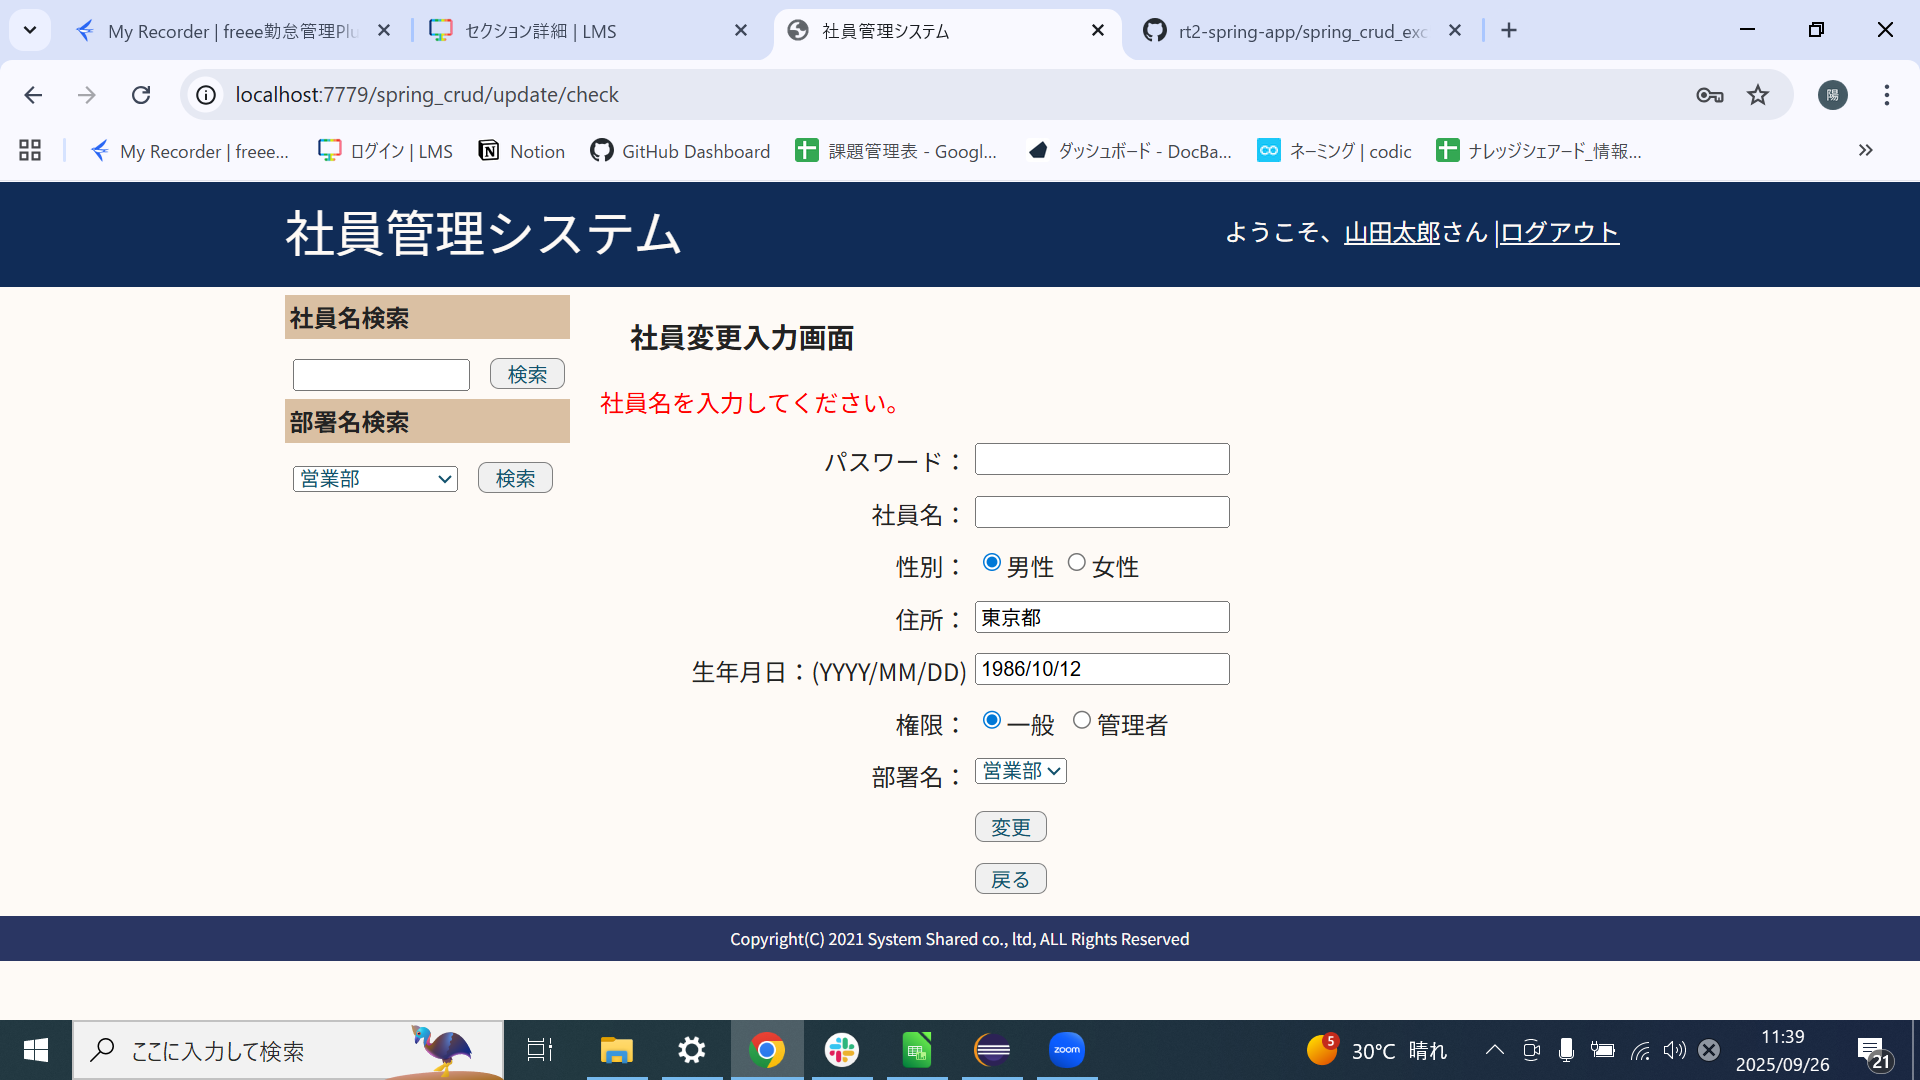 My Recorder | freee勤怠管理Plu
セクション詳細 | LMS
社員管理システム
rt2-spring-app/spring_crud_exc
localhost:7779/spring_crud/update/check
陽
My Recorder | freee...
ログイン | LMS
Notion
GitHub Dashboard
課題管理表 - Googl...
ダッシュボード - DocBa...
ネーミング | codic
ナレッジシェアード_情報...
社員管理システム
ようこそ、山田太郎さん |ログアウト
社員名検索
検索
部署名検索
営業部
検索
社員変更入力画面
社員名を入力してください。
パスワード：
社員名：
性別： 男性 女性
住所： 東京都
生年月日：(YYYY/MM/DD) 1986/10/12
権限： 一般 管理者
部署名： 営業部
変更
戻る
Copyright(C) 2021 System Shared co., ltd, ALL Rights Reserved
ここに入力して検索
zoom
5
30°C 晴れ
11:39
2025/09/26
21